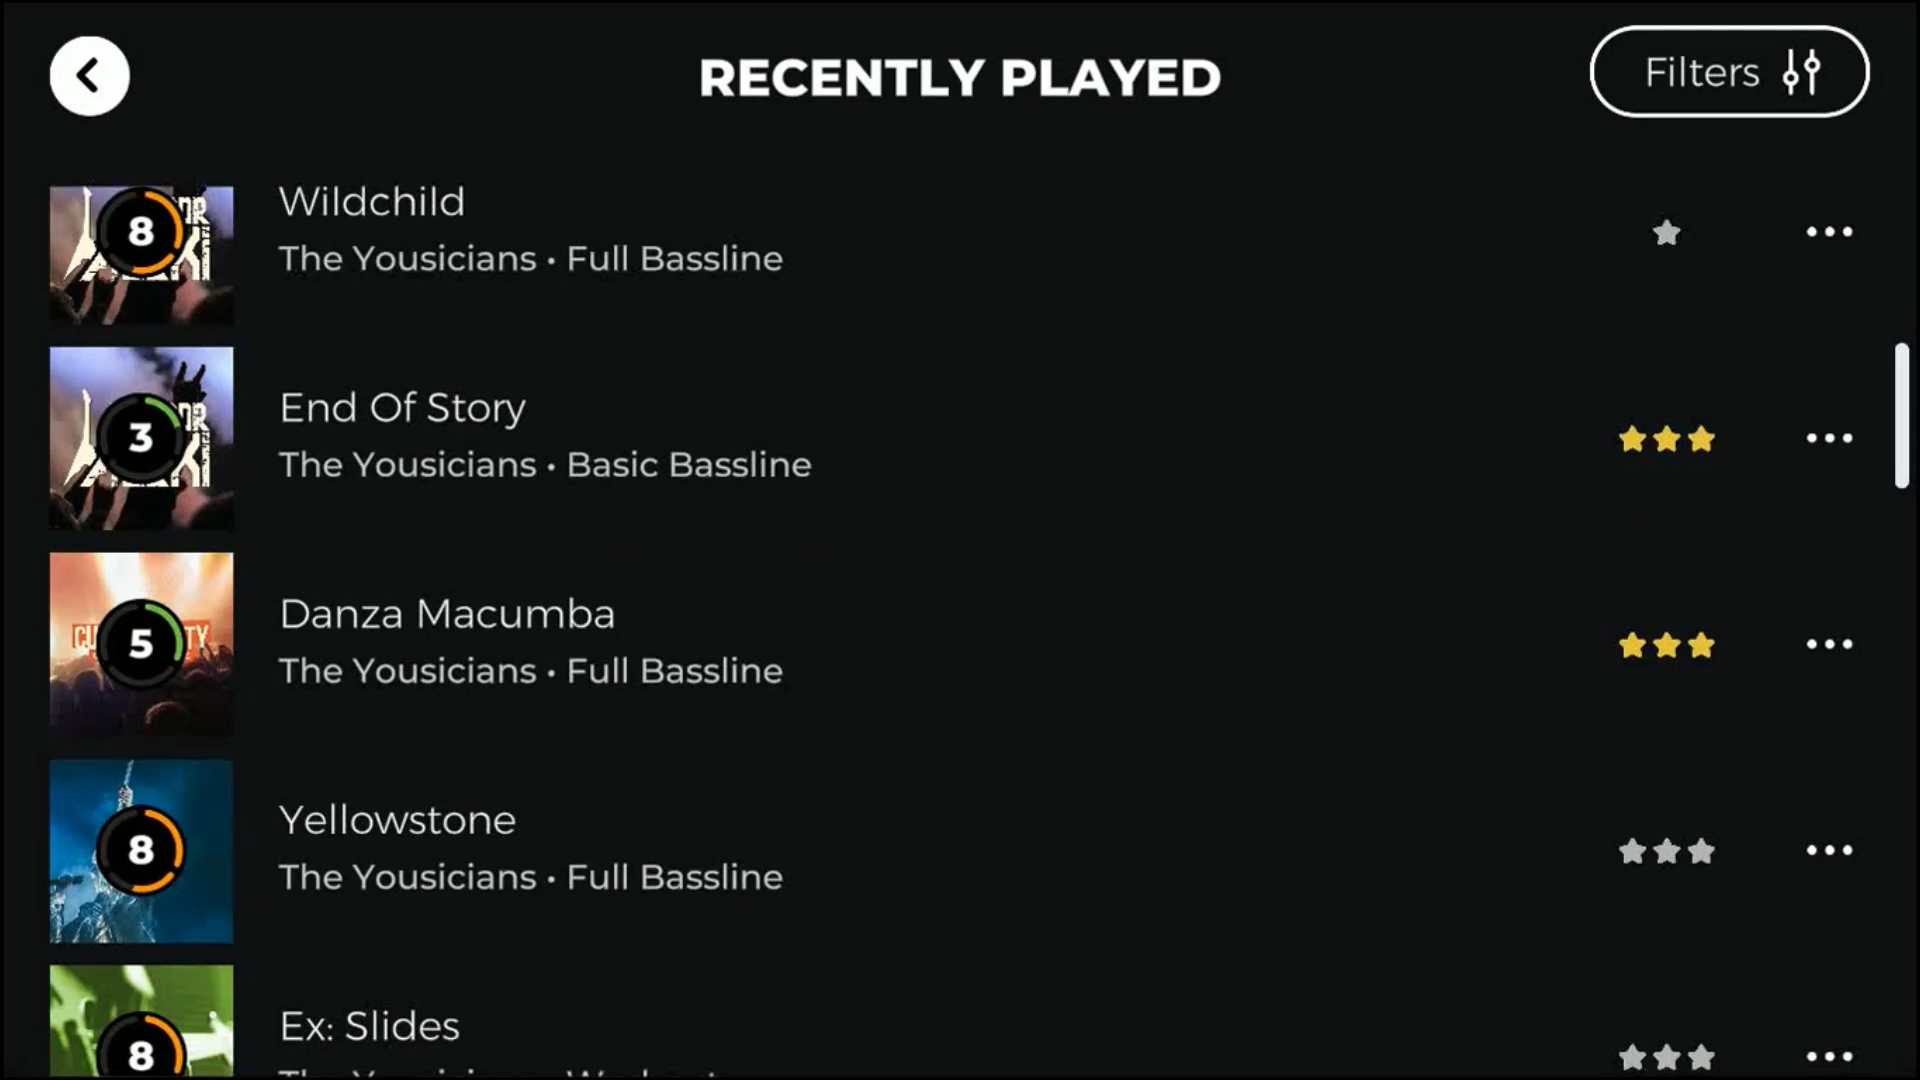 RECENTLY PLAYED
Filters
8
Wildchild
The Yousicians • Full Bassline
3
End Of Story
The Yousicians • Basic Bassline
5
Danza Macumba
The Yousicians • Full Bassline
8
Yellowstone
The Yousicians • Full Bassline
8
Ex: Slides